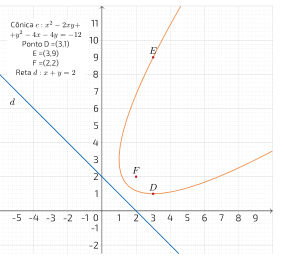 Cônica c : x² − 2xy+
+y² − 4x − 4y = −12
Ponto D =(3,1)
E =(3,9)
F =(2,2)
Reta d : x + y = 2
d
E
F
D
11
10
9
8
7
6
5
4
3
2
1
0
-1
-2
-5 -4 -3 -2 -1 0 1 2 3 4 5 6 7 8 9